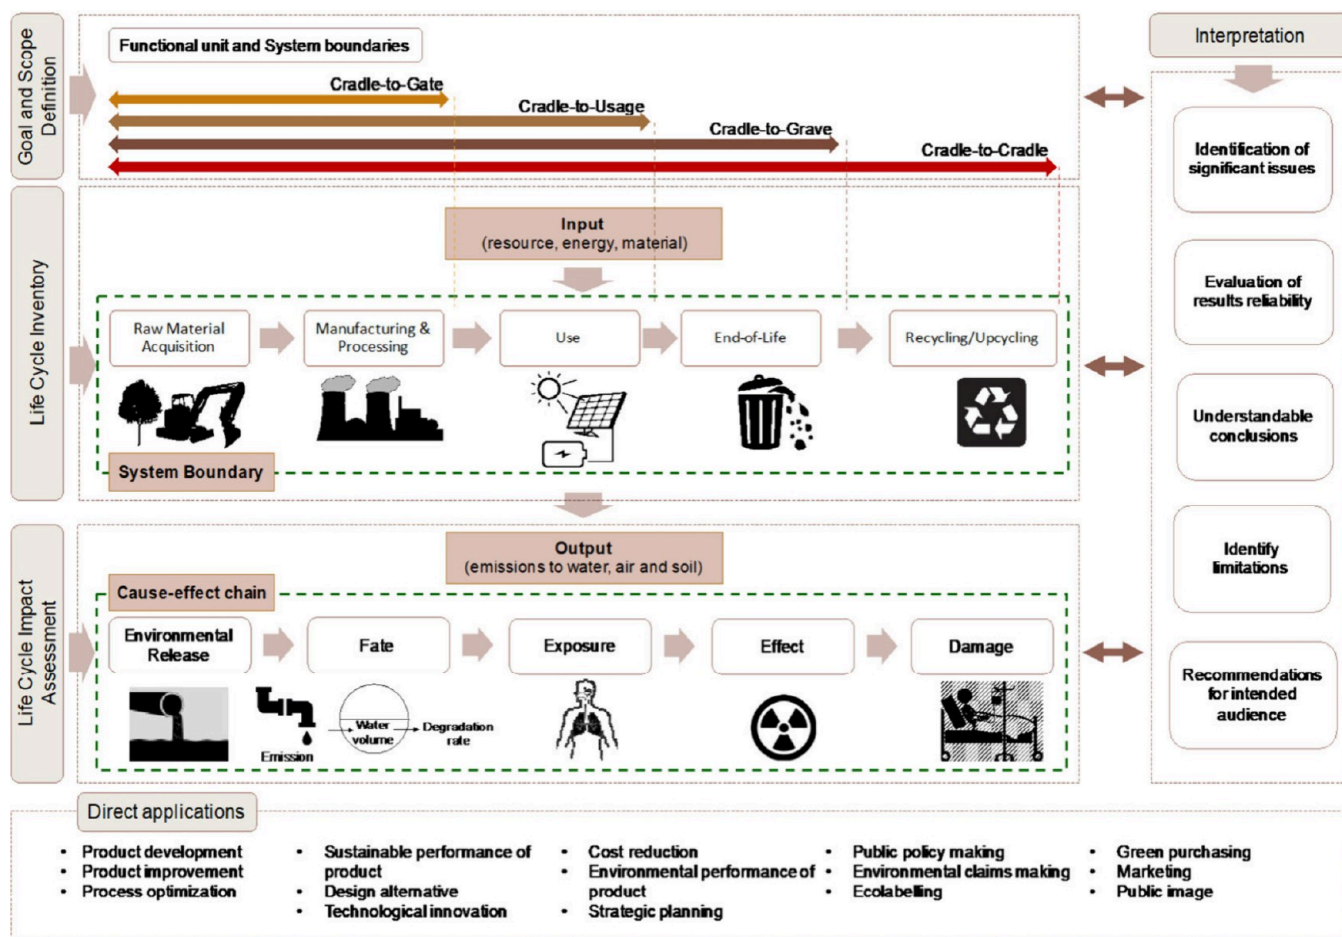 Goal and Scope
Definition
Functional unit and System boundaries
Cradle-to-Gate
Cradle-to-Usage
Cradle-to-Grave
Cradle-to-Cradle
Life Cycle Inventory
Input
(resource, energy, material)
Raw Material
Acquisition
Manufacturing &
Processing
Use
End-of-Life
Recycling/Upcycling
System Boundary
Life Cycle Impact
Assessment
Output
(emissions to water, air and soil)
Cause-effect chain
Environmental
Release
Fate
Exposure
Effect
Damage
Emission
Water
volume
Degradation
rate
Interpretation
Identification of
significant issues
Evaluation of
results reliability
Understandable
conclusions
Identify
limitations
Recommendations
for intended
audience
Direct applications
• Product development
• Product improvement
• Process optimization
• Sustainable performance of
product
• Design alternative
• Technological innovation
• Cost reduction
• Environmental performance of
product
• Strategic planning
• Public policy making
• Environmental claims making
• Ecolabelling
• Green purchasing
• Marketing
• Public image